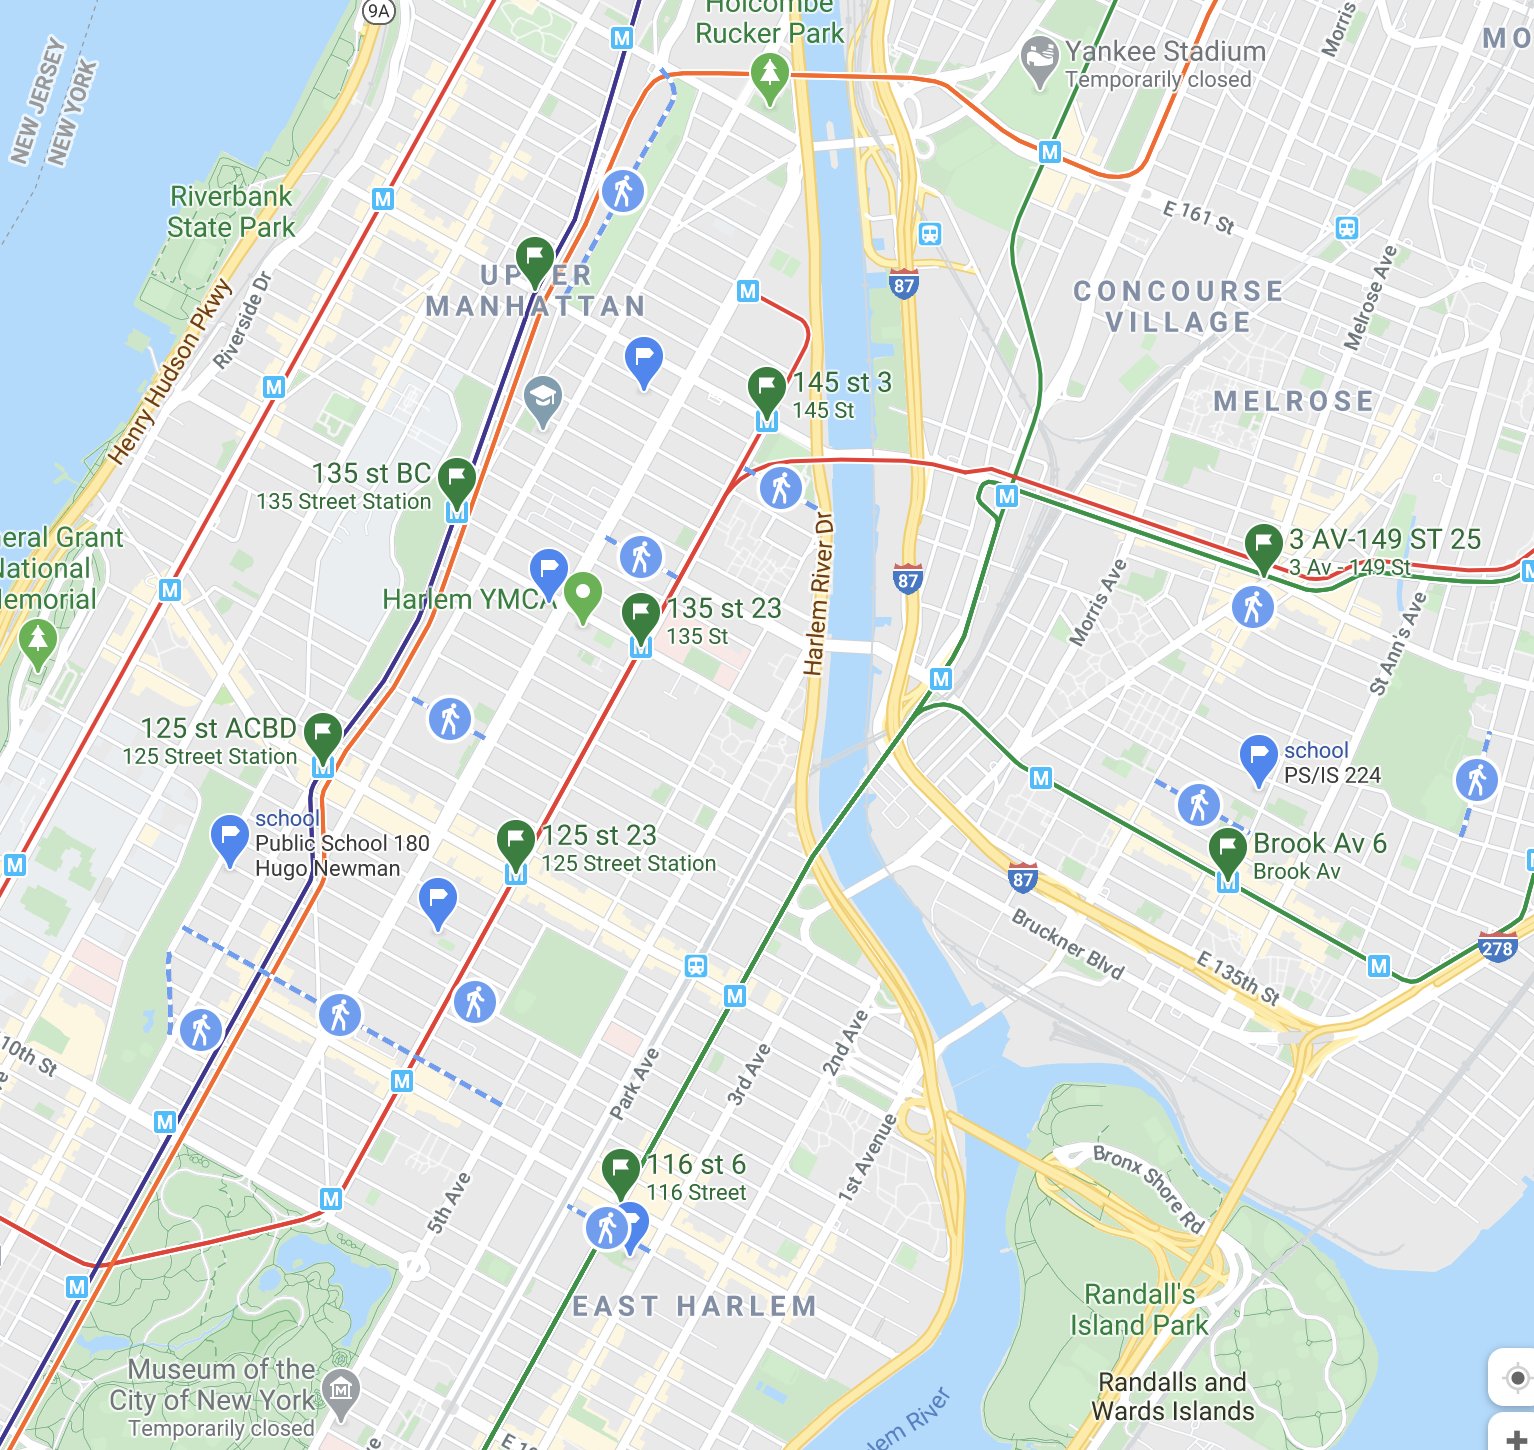 9A
Holcombe
Rucker Park
Yankee Stadium
Temporarily closed
Morris
MO
NEW JERSEY
NEW YORK
M
M
E 161 St
Riverbank
State Park
M
UPPER
MANHATTAN
87
M
CONCOURSE
VILLAGE
Melrose Ave
Henry Hudson Pkwy
Riverside Dr
M
145 st 3
145 St
M
MELROSE
135 st BC
135 Street Station
M
M
eral Grant
National
Memorial
3 AV-149 ST 25
3 Av - 149 St
M
Harlem River Dr
87
M
Harlem YMCA
135 st 23
135 St
M
Morris Ave
St Ann's Ave
M
125 st ACBD
125 Street Station
M
school
PS/IS 224
M
school
Public School 180
Hugo Newman
125 st 23
125 Street Station
M
Brook Av 6
Brook Av
M
M
87
Bruckner Blvd
E 135th St
278
M
M
10th St
Park Ave
3rd Ave
2nd Ave
M
M
116 st 6
116 Street
1st Avenue
Bronx Shore Rd
M
5th Ave
M
EAST HARLEM
Randall's
Island Park
Museum of the
City of New York
Temporarily closed
Randalls and
Wards Islands
lem River